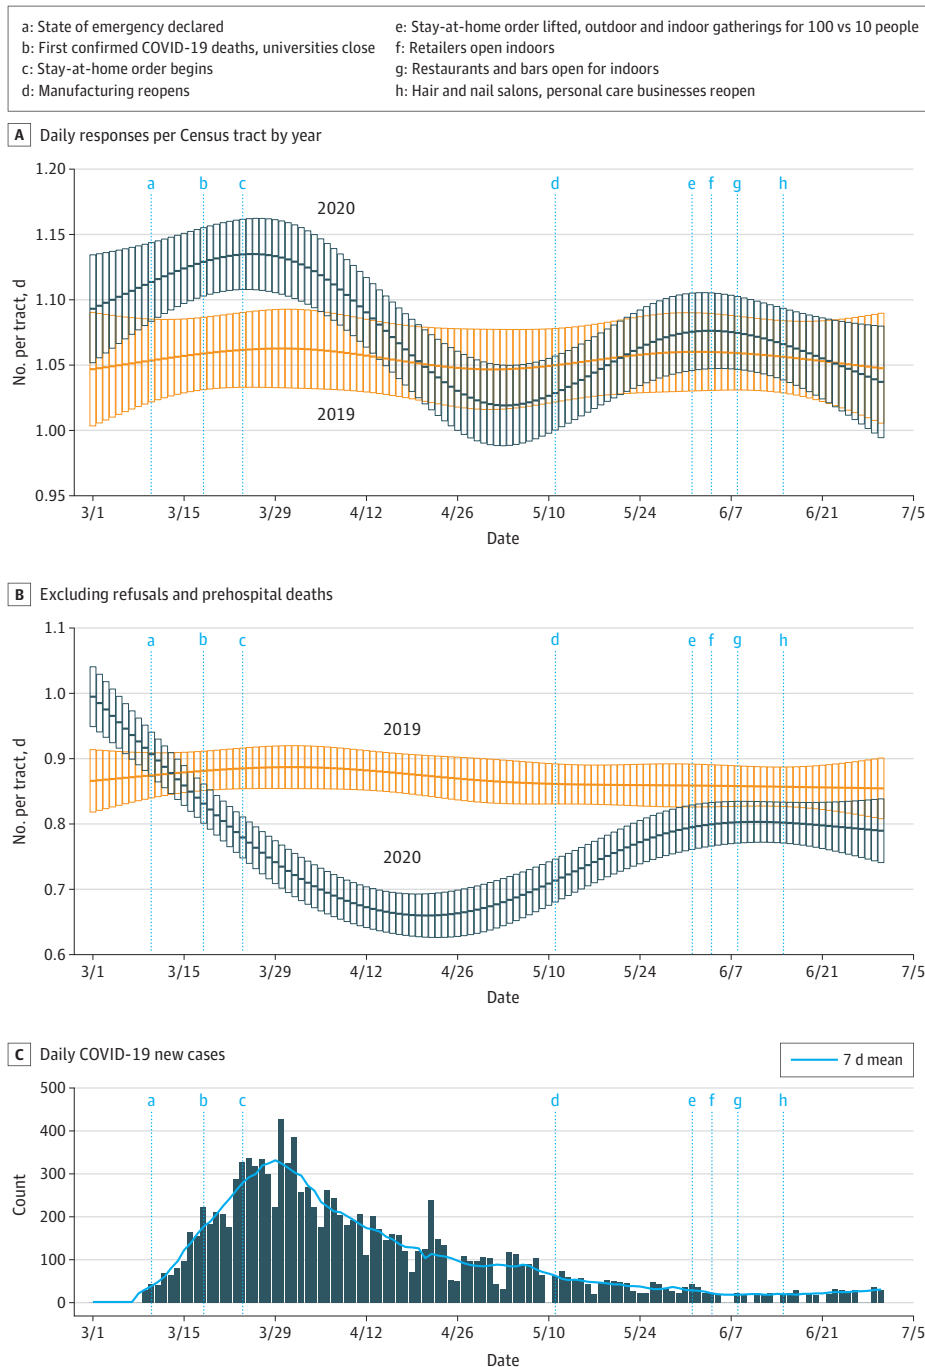 a: State of emergency declared
b: First confirmed COVID-19 deaths, universities close
c: Stay-at-home order begins
d: Manufacturing reopens
e: Stay-at-home order lifted, outdoor and indoor gatherings for 100 vs 10 people
f: Retailers open indoors
g: Restaurants and bars open for indoors
h: Hair and nail salons, personal care businesses reopen
A Daily responses per Census tract by year
No. per tract, d
1.20
1.15
1.10
1.05
1.00
0.95
a b c d e f g h
2020
2019
3/1 3/15 3/29 4/12 4/26 5/10 5/24 6/7 6/21 7/5
Date
B Excluding refusals and prehospital deaths
No. per tract, d
1.1
1.0
0.9
0.8
0.7
0.6
a b c d e f g h
2019
2020
3/1 3/15 3/29 4/12 4/26 5/10 5/24 6/7 6/21 7/5
Date
C Daily COVID-19 new cases
7 d mean
Count
500
400
300
200
100
0
a b c d e f g h
3/1 3/15 3/29 4/12 4/26 5/10 5/24 6/7 6/21 7/5
Date